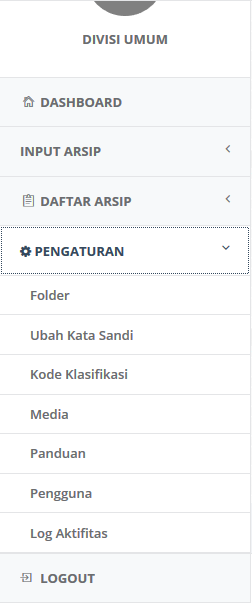 DIVISI UMUM
DASHBOARD
INPUT ARSIP
DAFTAR ARSIP
PENGATURAN
Folder
Ubah Kata Sandi
Kode Klasifikasi
Media
Panduan
Pengguna
Log Aktifitas
LOGOUT